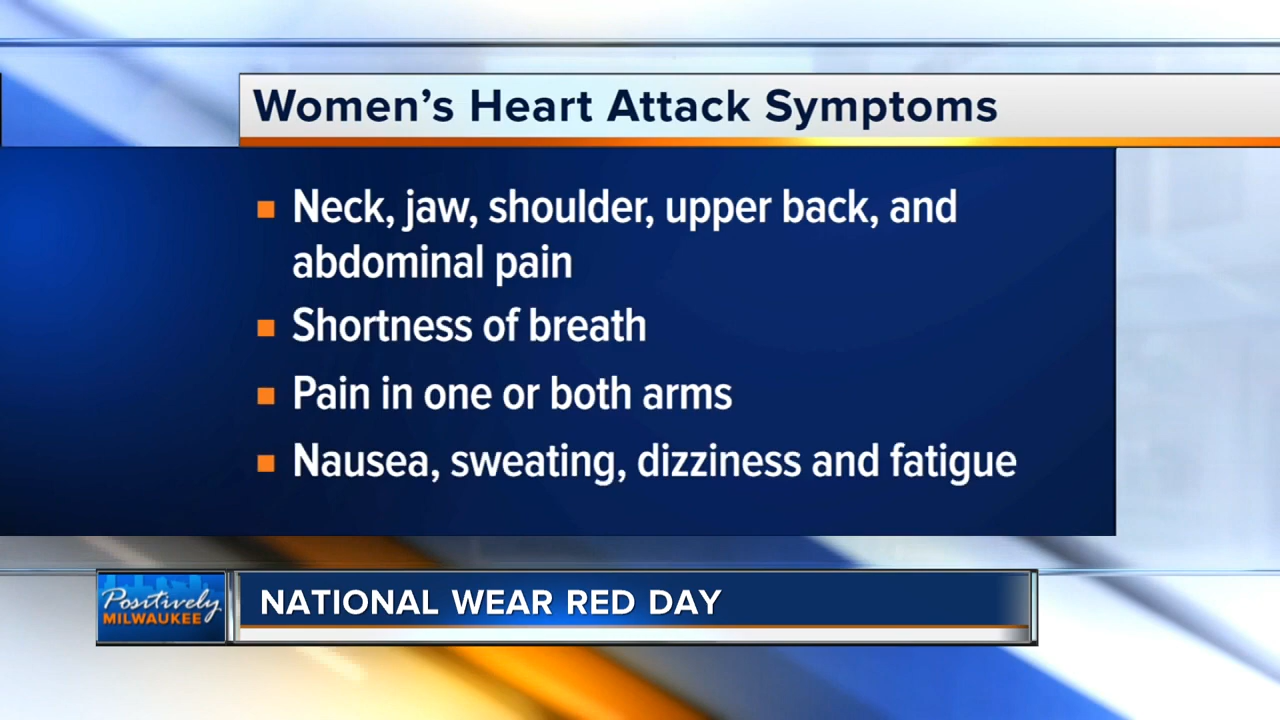 Women’s Heart Attack Symptoms
Neck, jaw, shoulder, upper back, and
abdominal pain
Shortness of breath
Pain in one or both arms
Nausea, sweating, dizziness and fatigue
Positively
MILWAUKEE
NATIONAL WEAR RED DAY